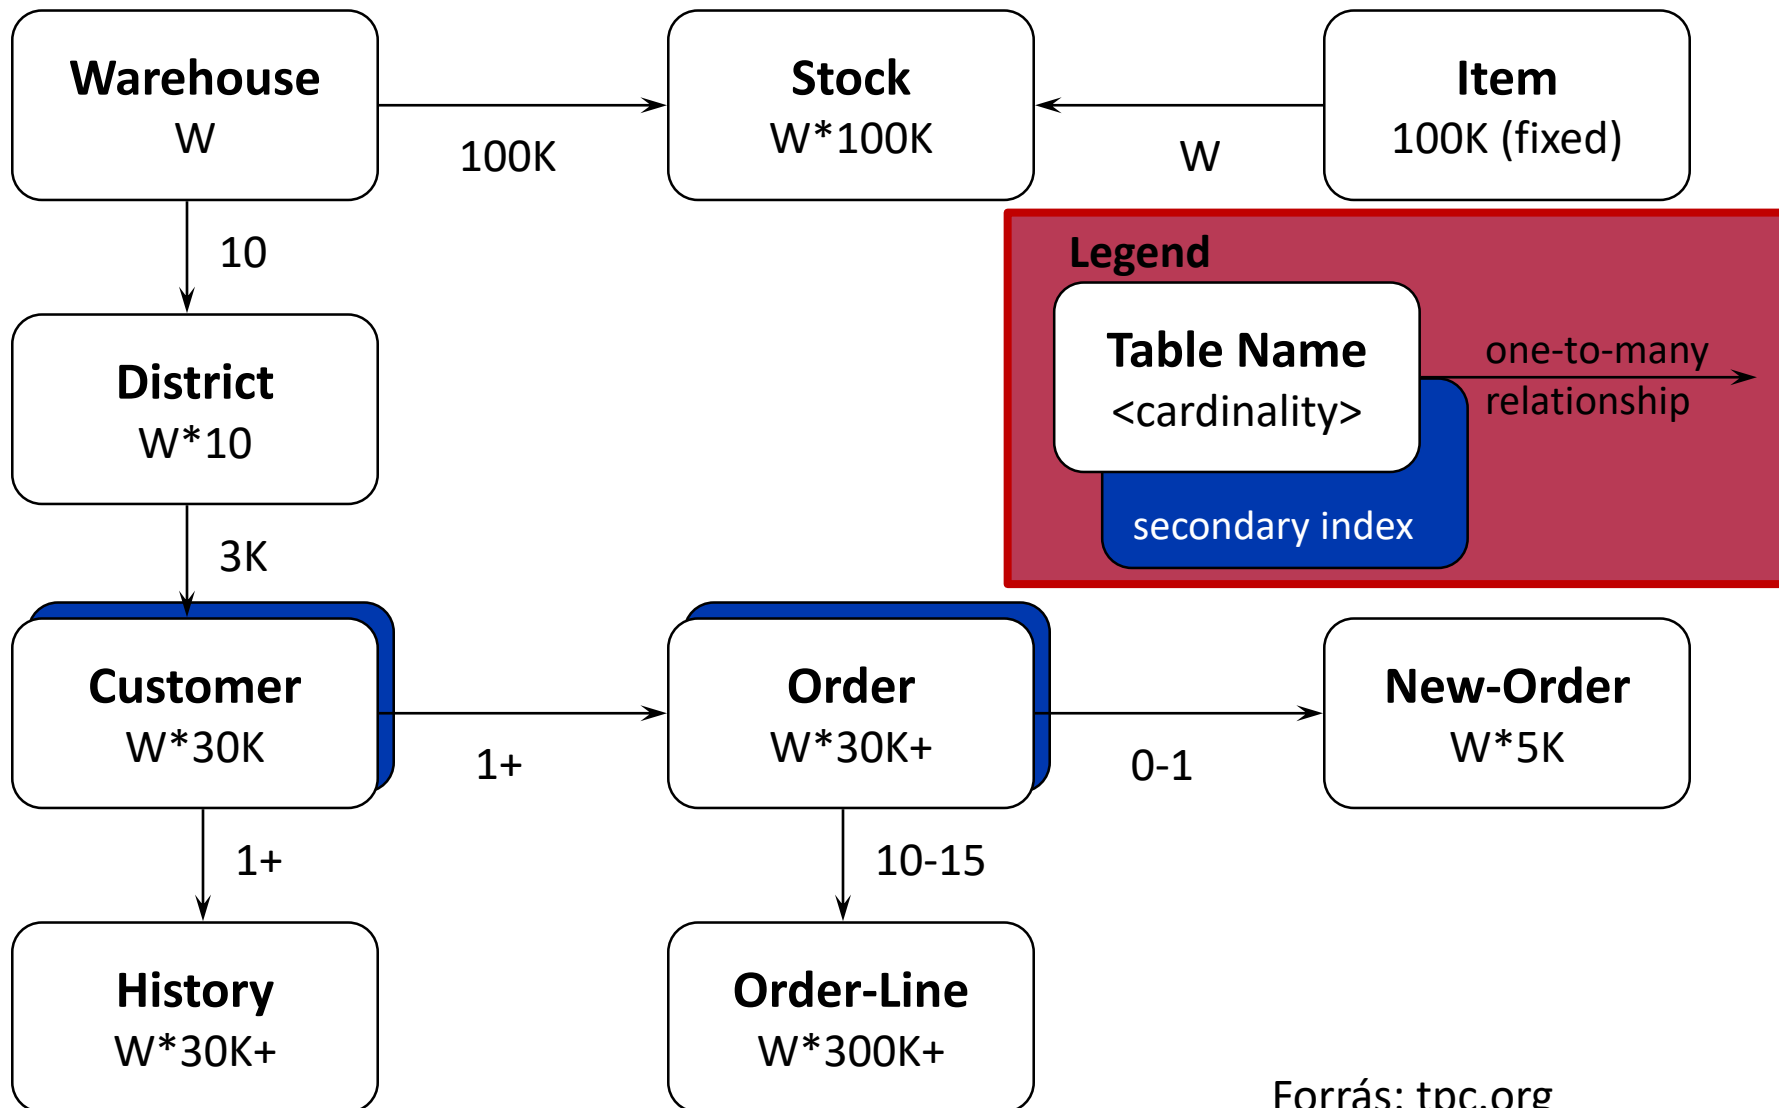 Warehouse
W
100K
Stock
W*100K
W
Item
100K (fixed)
10
Legend
Table Name
<cardinality>
one-to-many
relationship
secondary index
District
W*10
3K
Customer
W*30K
1+
Order
W*30K+
0-1
New-Order
W*5K
1+
10-15
History
W*30K+
Order-Line
W*300K+
Forrás: tpc.org